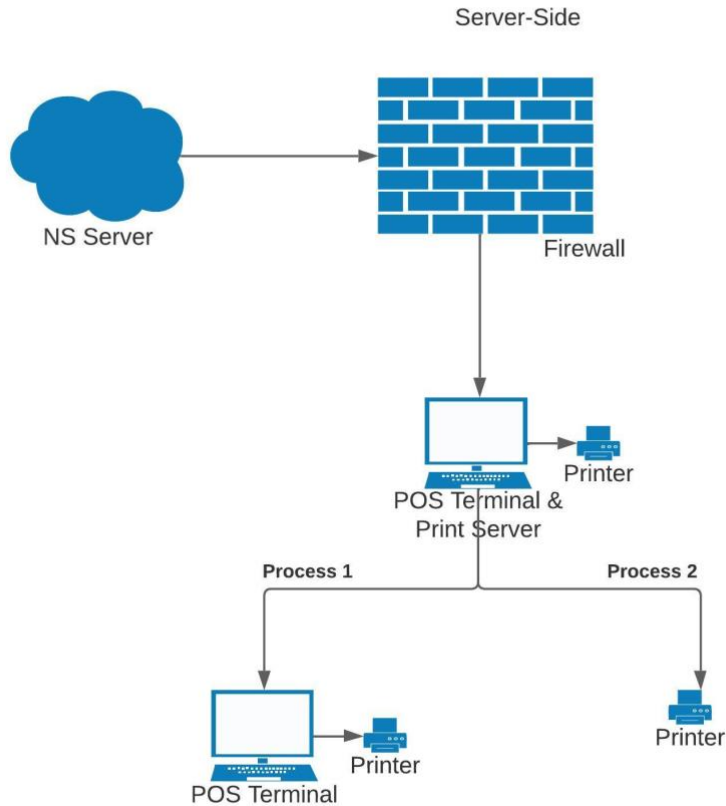 Server-Side
NS Server
Firewall
Printer
POS Terminal &
Print Server
Process 1
Process 2
Printer
Printer
POS Terminal